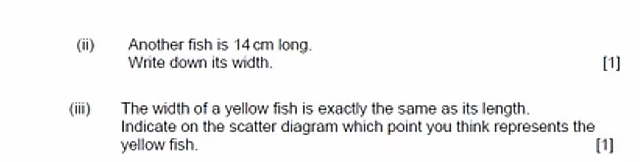 (ii) Another fish is 14 cm long.
Write down its width. [1]
(iii) The width of a yellow fish is exactly the same as its length.
Indicate on the scatter diagram which point you think represents the
yellow fish. [1]